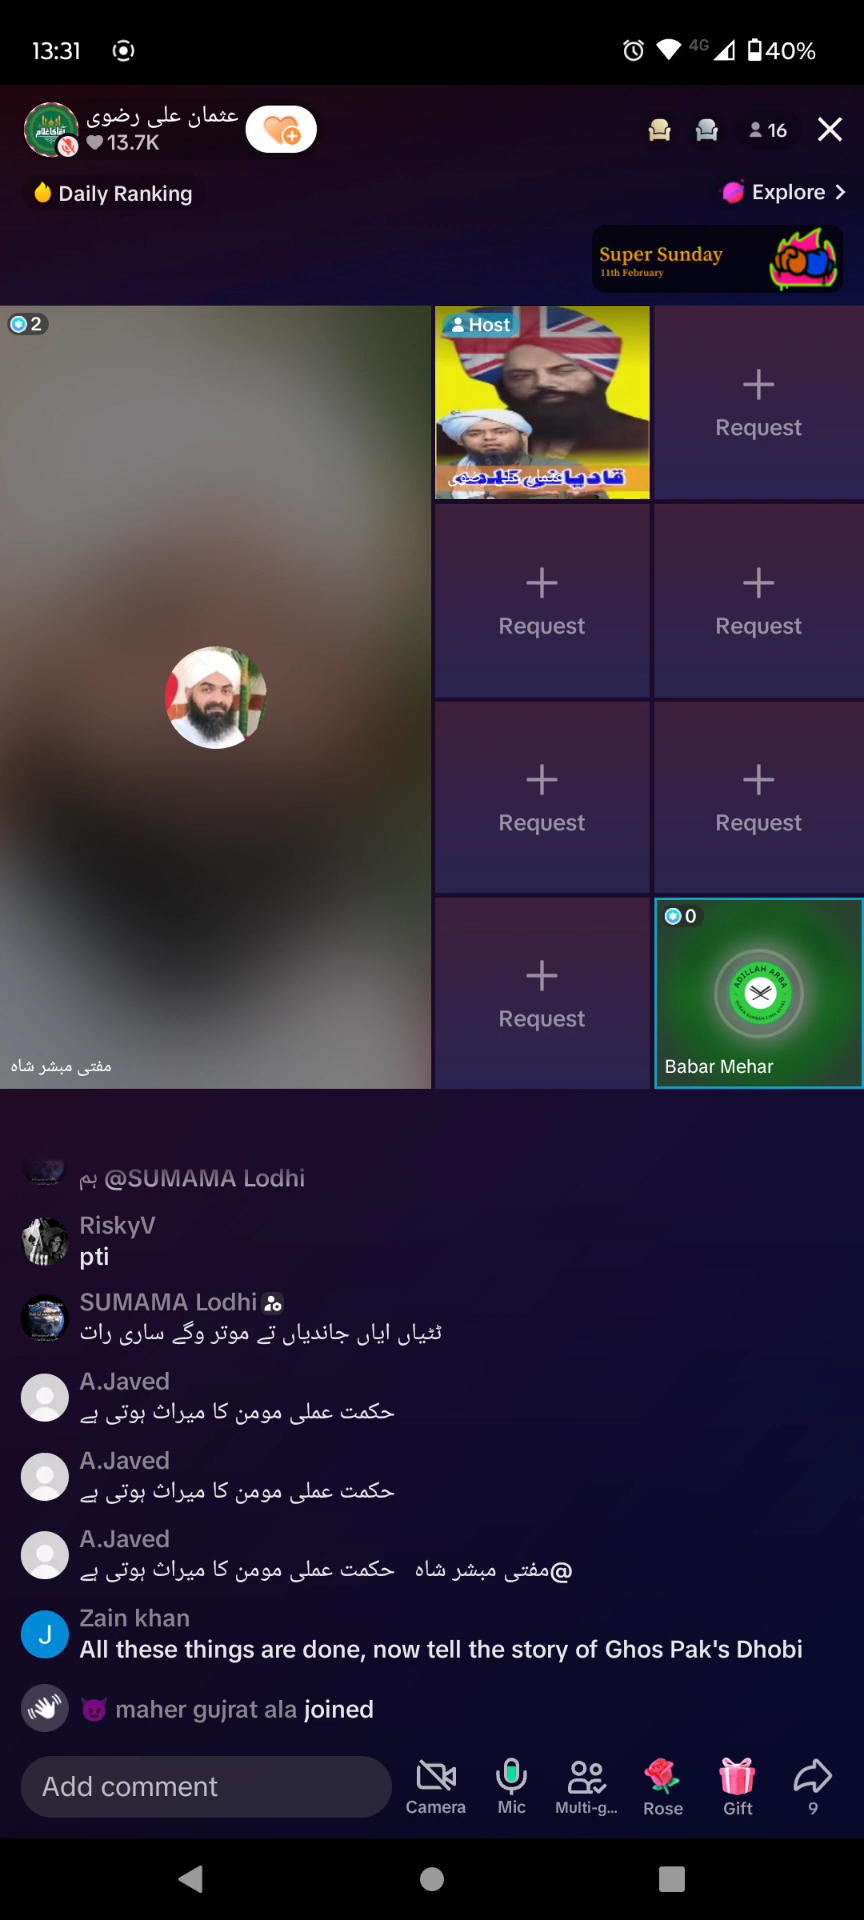 13:31
4G
40%
عثمان علی رضوی
13.7K
16
Daily Ranking
Explore
Super Sunday
11th February
2
Host
Request
Request
Request
Request
Request
Request
0
ADILLAH ARBA
مفتی مبشر شاہ
Babar Mehar
ہم @SUMAMA Lodhi
RiskyV
pti
SUMAMA Lodhi
ٹٹیاں ایاں جاندیاں تے موتر وگے ساری رات
A.Javed
حکمت عملی مومن کا میراث ہوتی ہے
A.Javed
حکمت عملی مومن کا میراث ہوتی ہے
A.Javed
@مفتی مبشر شاہ حکمت عملی مومن کا میراث ہوتی ہے
J
Zain khan
All these things are done, now tell the story of Ghos Pak's Dhobi
maher gujrat ala joined
Add comment
Camera
Mic
Multi-g...
Rose
Gift
9